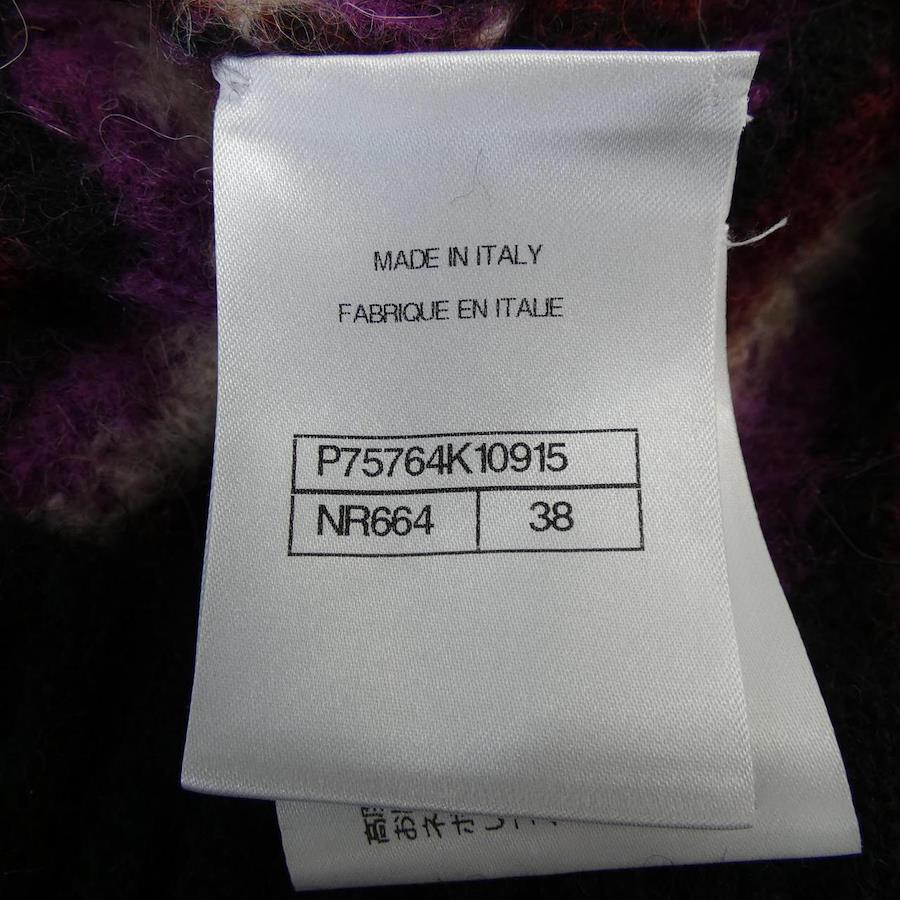 MADE IN ITALY
FABRIQUE EN ITALIE
P75764K10915
NR664 38